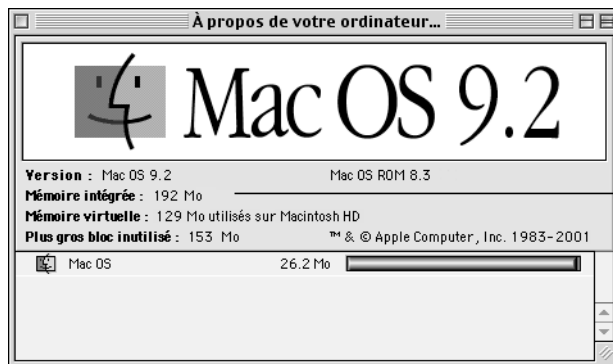 À propos de votre ordinateur...
Mac OS 9.2
Version : Mac OS 9.2 Mac OS ROM 8.3
Mémoire intégrée : 192 Mo
Mémoire virtuelle : 129 Mo utilisés sur Macintosh HD
Plus gros bloc inutilisé : 153 Mo ™ & © Apple Computer, Inc. 1983-2001
Mac OS 26.2 Mo